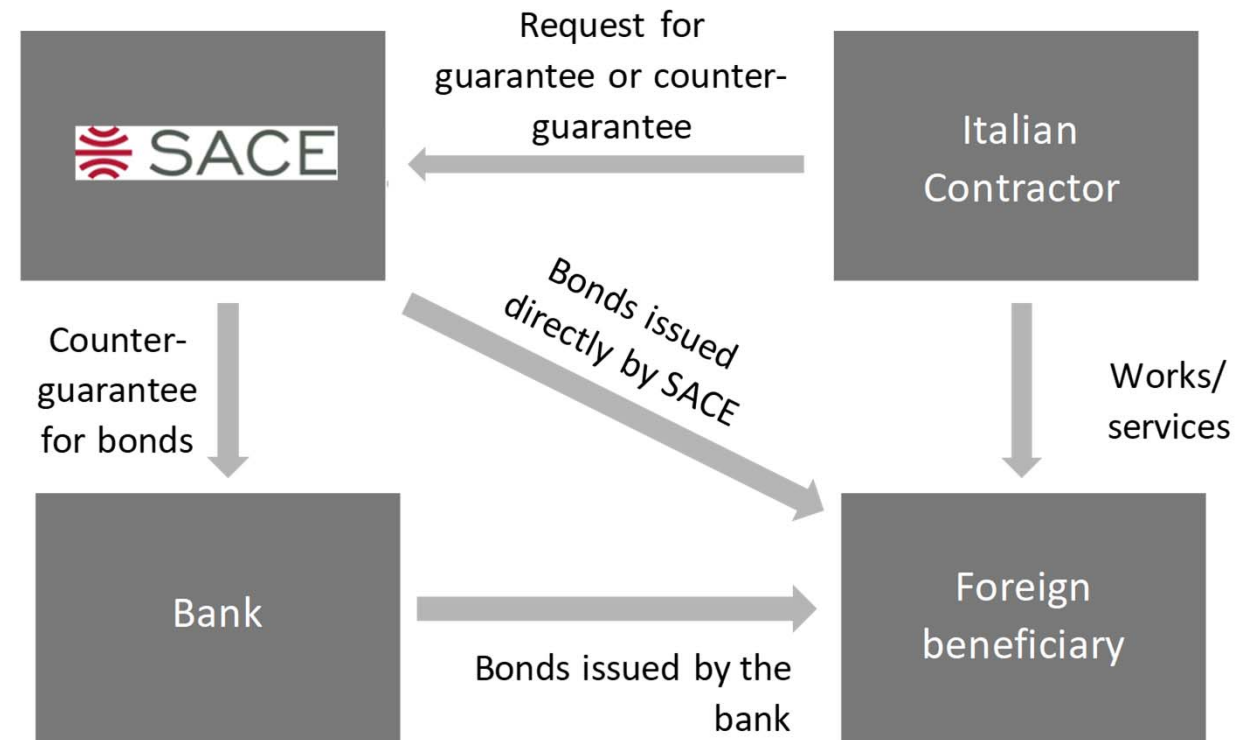 Request for
guarantee or counter-
guarantee
SACE
Italian
Contractor
Bonds issued
directly by SACE
Counter-
guarantee
for bonds
Works/
services
Bank
Foreign
beneficiary
Bonds issued by the
bank